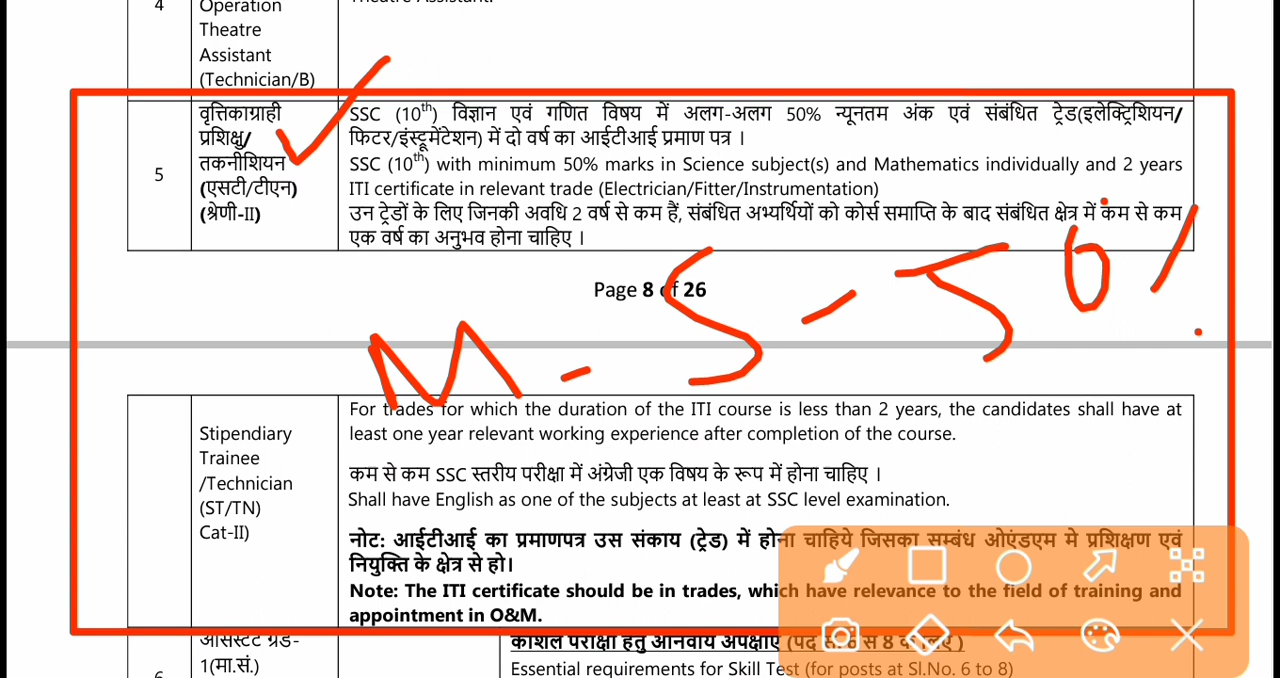 4
Operation
Theatre
Assistant
(Technician/B)
5
वृत्तिकाग्राही
प्रशिक्षु/
तकनीशियन
(एसटी/टीएन)
(श्रेणी-II)
SSC (10th) विज्ञान एवं गणित विषय में अलग-अलग 50% न्यूनतम अंक एवं संबंधित ट्रेड(इलेक्ट्रिशियन/
फिटर/इंस्ट्रूमेंटेशन) में दो वर्ष का आईटीआई प्रमाण पत्र ।
SSC (10th) with minimum 50% marks in Science subject(s) and Mathematics individually and 2 years
ITI certificate in relevant trade (Electrician/Fitter/Instrumentation)
उन ट्रेडों के लिए जिनकी अवधि 2 वर्ष से कम हैं, संबंधित अभ्यर्थियों को कोर्स समाप्ति के बाद संबंधित क्षेत्र में कम से कम
एक वर्ष का अनुभव होना चाहिए ।
Page 8 of 26
M - S - 50%
Stipendiary
Trainee
/Technician
(ST/TN)
Cat-II)
For trades for which the duration of the ITI course is less than 2 years, the candidates shall have at
least one year relevant working experience after completion of the course.
कम से कम SSC स्तरीय परीक्षा में अंग्रेजी एक विषय के रूप में होना चाहिए ।
Shall have English as one of the subjects at least at SSC level examination.
नोट: आईटीआई का प्रमाणपत्र उस संकाय (ट्रेड) में होना चाहिये जिसका सम्बंध ओएंडएम मे प्रशिक्षण एवं
नियुक्ति के क्षेत्र से हो।
Note: The ITI certificate should be in trades, which have relevance to the field of training and
appointment in O&M.
1(मा.सं.)
Essential requirements for Skill Test (for posts at Sl.No. 6 to 8)